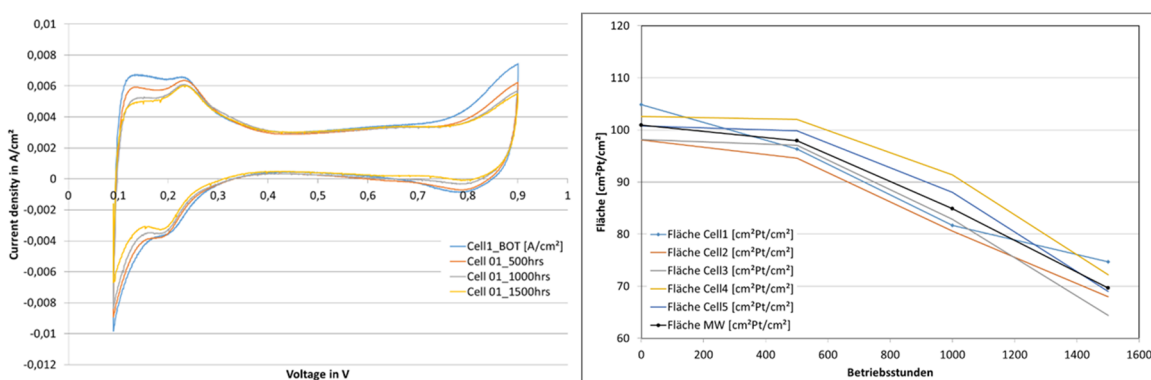 0,01
0,008
0,006
0,004
0,002
0
-0,002
-0,004
-0,006
-0,008
-0,01
-0,012
Current density in A/cm²
0 0,1 0,2 0,3 0,4 0,5 0,6 0,7 0,8 0,9 1
Voltage in V
Cell1_BOT [A/cm²]
Cell 01_500hrs
Cell 01_1000hrs
Cell 01_1500hrs
120
110
100
90
80
70
60
Fläche [cm²Pt/cm²]
Fläche Cell1 [cm²Pt/cm²]
Fläche Cell2 [cm²Pt/cm²]
Fläche Cell3 [cm²Pt/cm²]
Fläche Cell4 [cm²Pt/cm²]
Fläche Cell5 [cm²Pt/cm²]
Fläche MW [cm²Pt/cm²]
0 200 400 600 800 1000 1200 1400 1600
Betriebsstunden